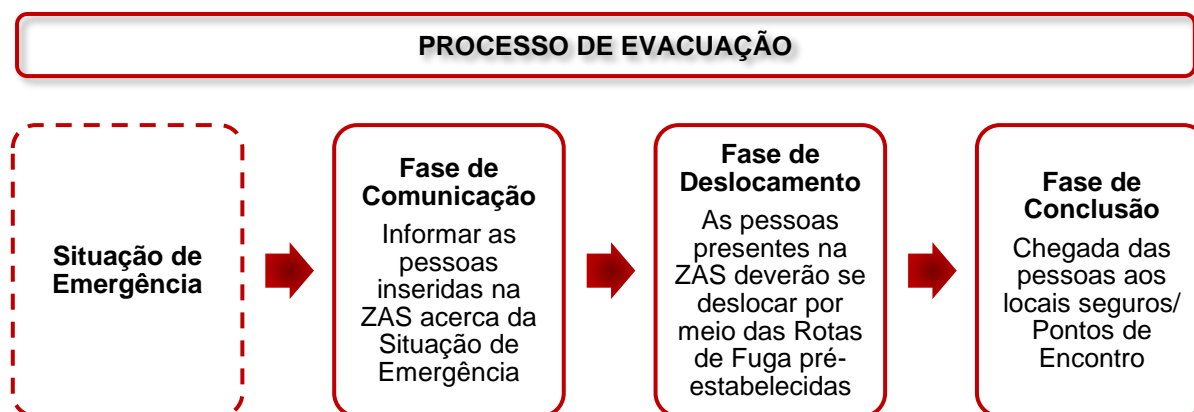 PROCESSO DE EVACUAÇÃO
Situação de
Emergência
Fase de
Comunicação
Informar as
pessoas
inseridas na
ZAS acerca da
Situação de
Emergência
Fase de
Deslocamento
As pessoas
presentes na
ZAS deverão se
deslocar por
meio das Rotas
de Fuga pré-
estabelecidas
Fase de
Conclusão
Chegada das
pessoas aos
locais seguros/
Pontos de
Encontro